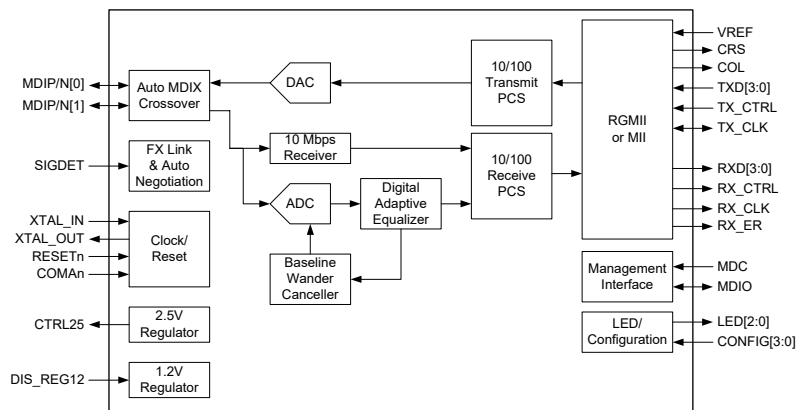 MDIP/N[0]
MDIP/N[1]
Auto MDIX
Crossover
DAC
10/100
Transmit
PCS
RGMII
or MII
VREF
CRS
COL
TXD[3:0]
TX_CTRL
TX_CLK
SIGDET
FX Link
& Auto
Negotiation
10 Mbps
Receiver
10/100
Receive
PCS
RXD[3:0]
RX_CTRL
RX_CLK
RX_ER
ADC
Digital
Adaptive
Equalizer
XTAL_IN
XTAL_OUT
RESETn
COMAn
Clock/
Reset
Baseline
Wander
Canceller
Management
Interface
MDC
MDIO
CTRL25
2.5V
Regulator
LED/
Configuration
LED[2:0]
CONFIG[3:0]
DIS_REG12
1.2V
Regulator